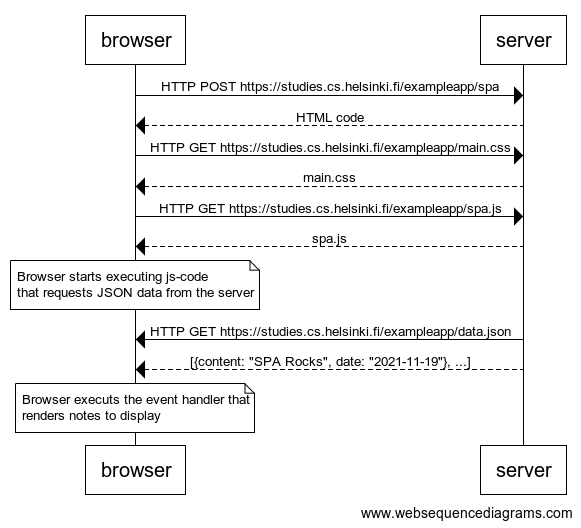 browser
server
HTTP POST https://studies.cs.helsinki.fi/exampleapp/spa
HTML code
HTTP GET https://studies.cs.helsinki.fi/exampleapp/main.css
main.css
HTTP GET https://studies.cs.helsinki.fi/exampleapp/spa.js
spa.js
Browser starts executing js-code
that requests JSON data from the server
HTTP GET https://studies.cs.helsinki.fi/exampleapp/data.json
[{content: "SPA Rocks", date: "2021-11-19"}, ...]
Browser executs the event handler that
renders notes to display
browser
server
www.websequencediagrams.com